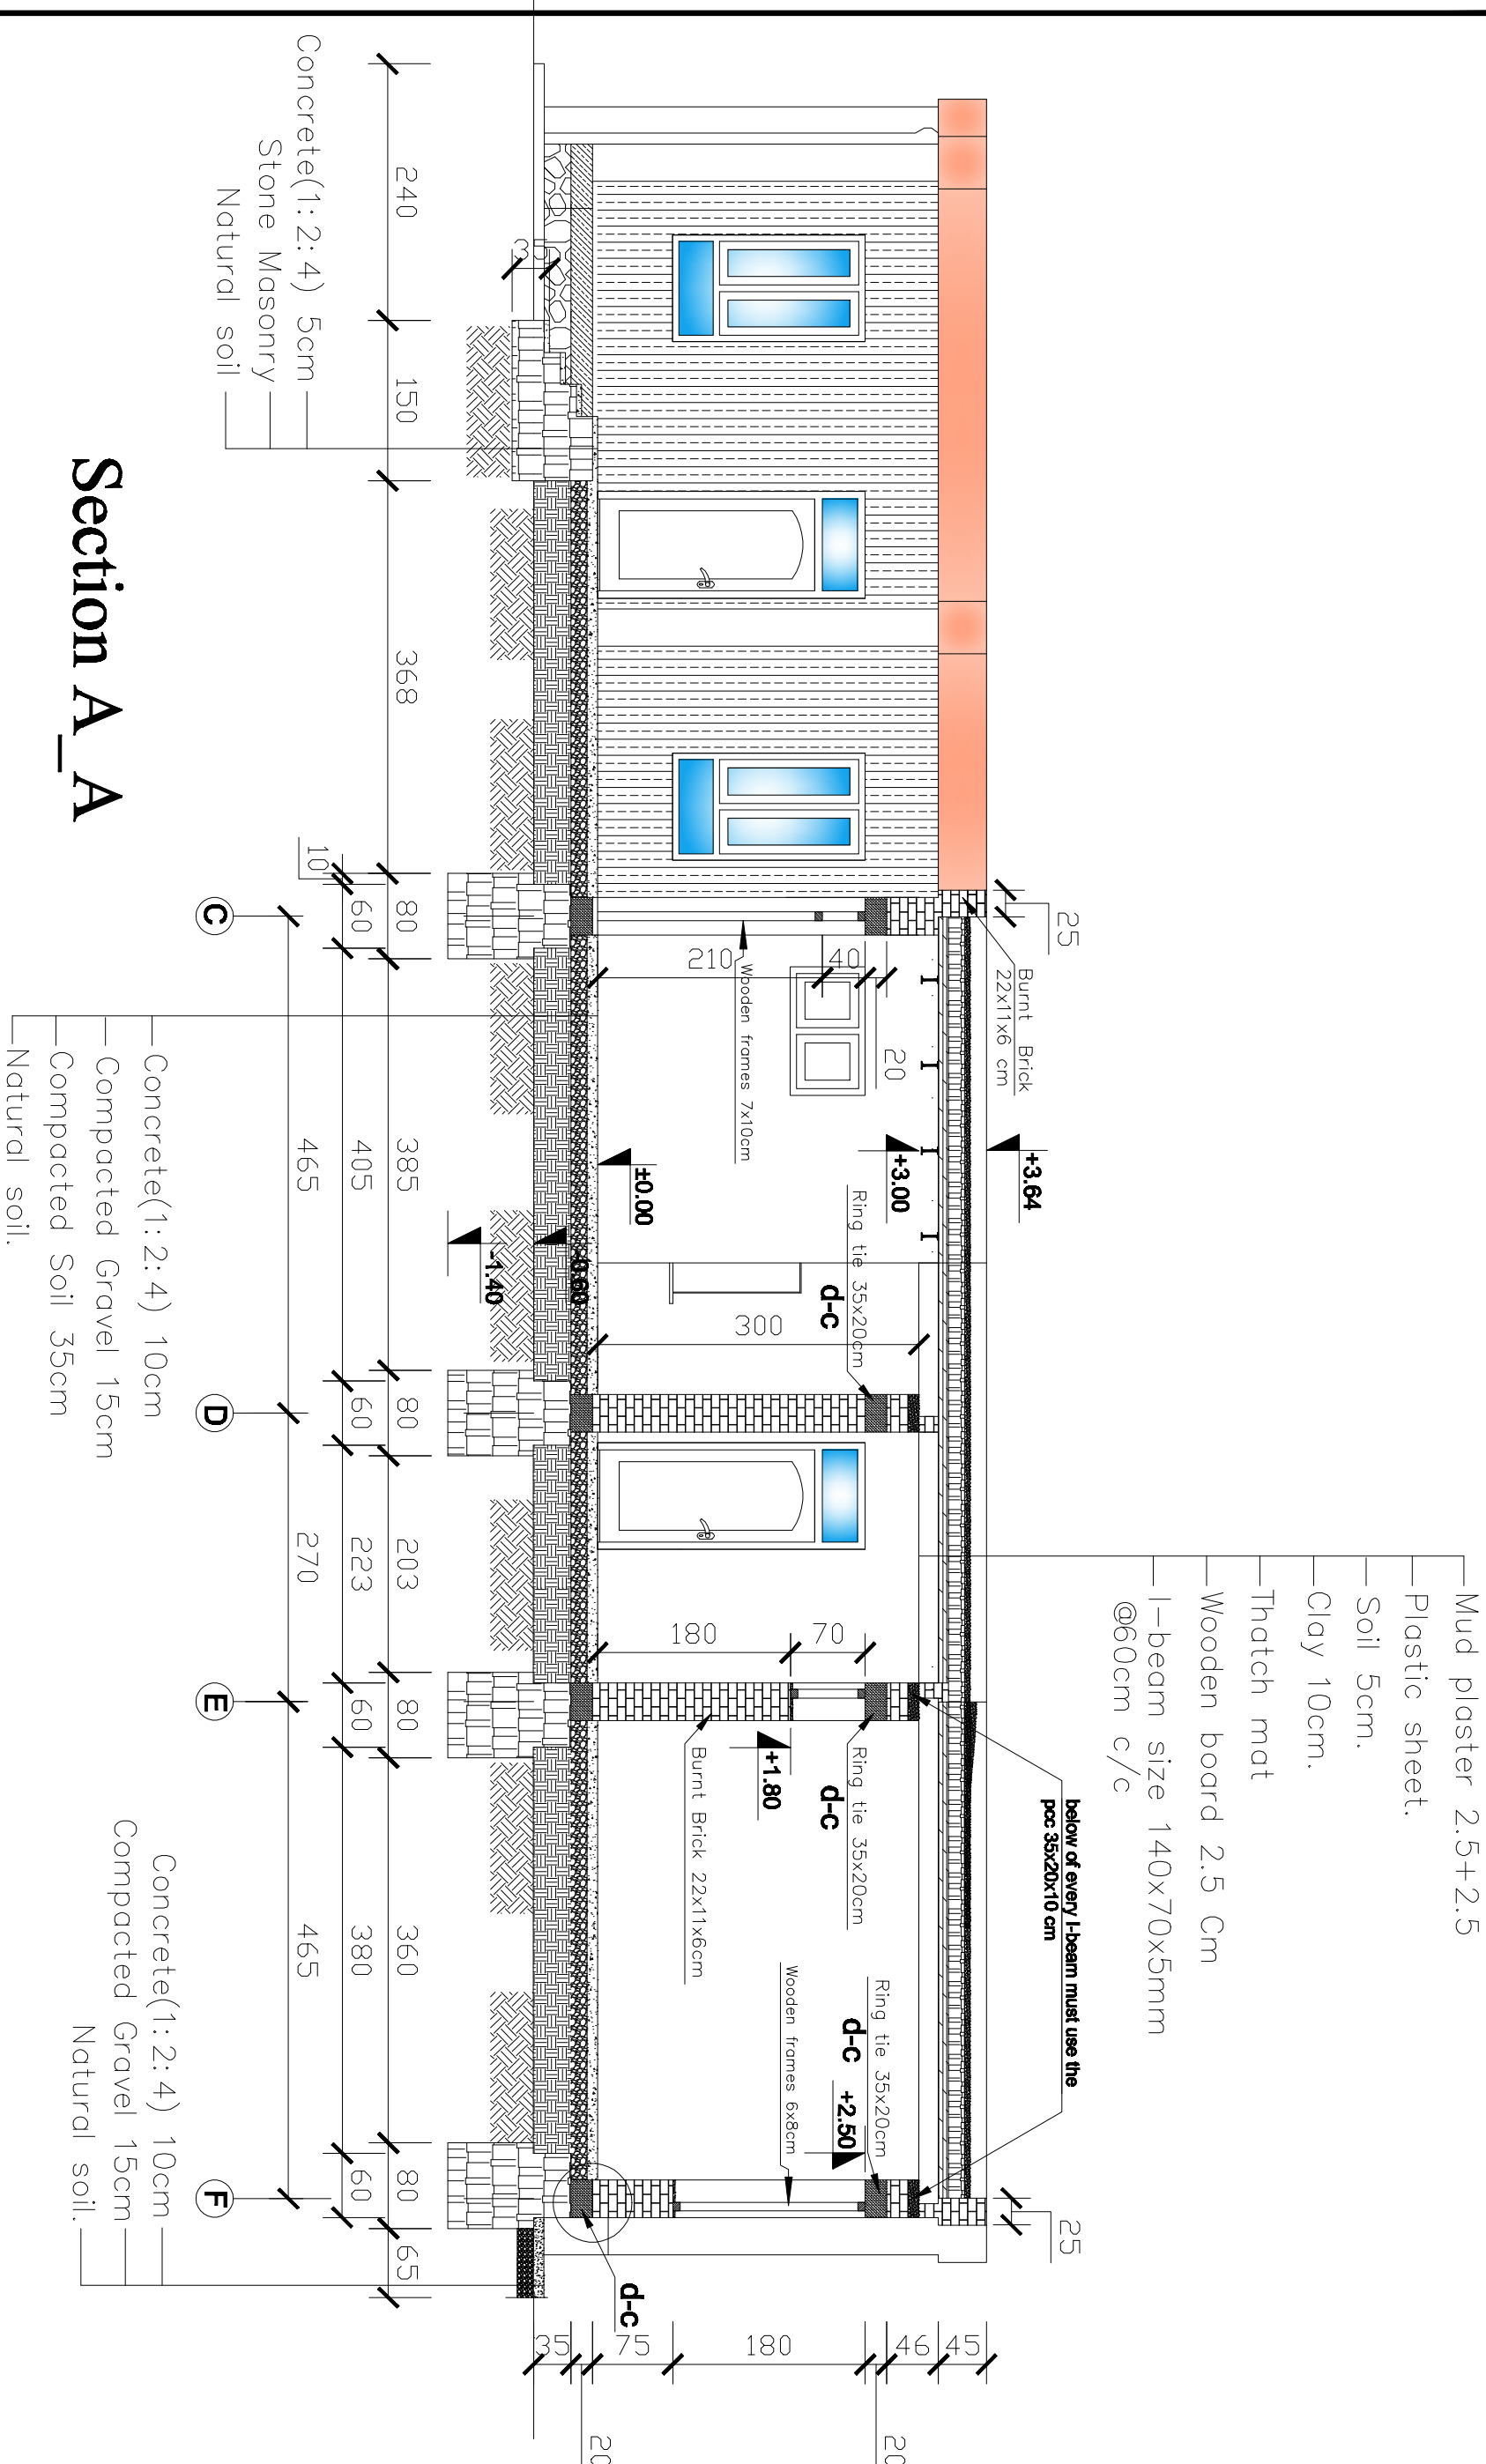 Mud plaster 2.5+2.5
Plastic sheet.
Soil 5cm.
Clay 10cm.
Thatch mat
Wooden board 2.5 Cm
I-beam size 140x70x5mm
@60cm c/c
below of every I-beam must use the
pcc 35x20x10 cm
25
Burnt Brick
22x11x6 cm
+3.64
+3.00
25
20
40
210
Wooden frames 7x10cm
Ring tie 35x20cm
d-c
300
±0.00
-0.60
-1.40
180
70
Ring tie 35x20cm
d-c
+1.80
Burnt Brick 22x11x6cm
Ring tie 35x20cm
d-c
+2.50
Wooden frames 6x8cm
d-c
45
46
20
180
75
20
35
35
240
150
368
80
385
80
203
80
360
80
65
10
60
405
60
223
60
380
60
465
270
465
C
D
E
F
Concrete(1:2:4) 5cm
Stone Masonry
Natural soil
Concrete(1:2:4) 10cm
Compacted Gravel 15cm
Compacted Soil 35cm
Natural soil.
Concrete(1:2:4) 10cm
Compacted Gravel 15cm
Natural soil.
Section A_A